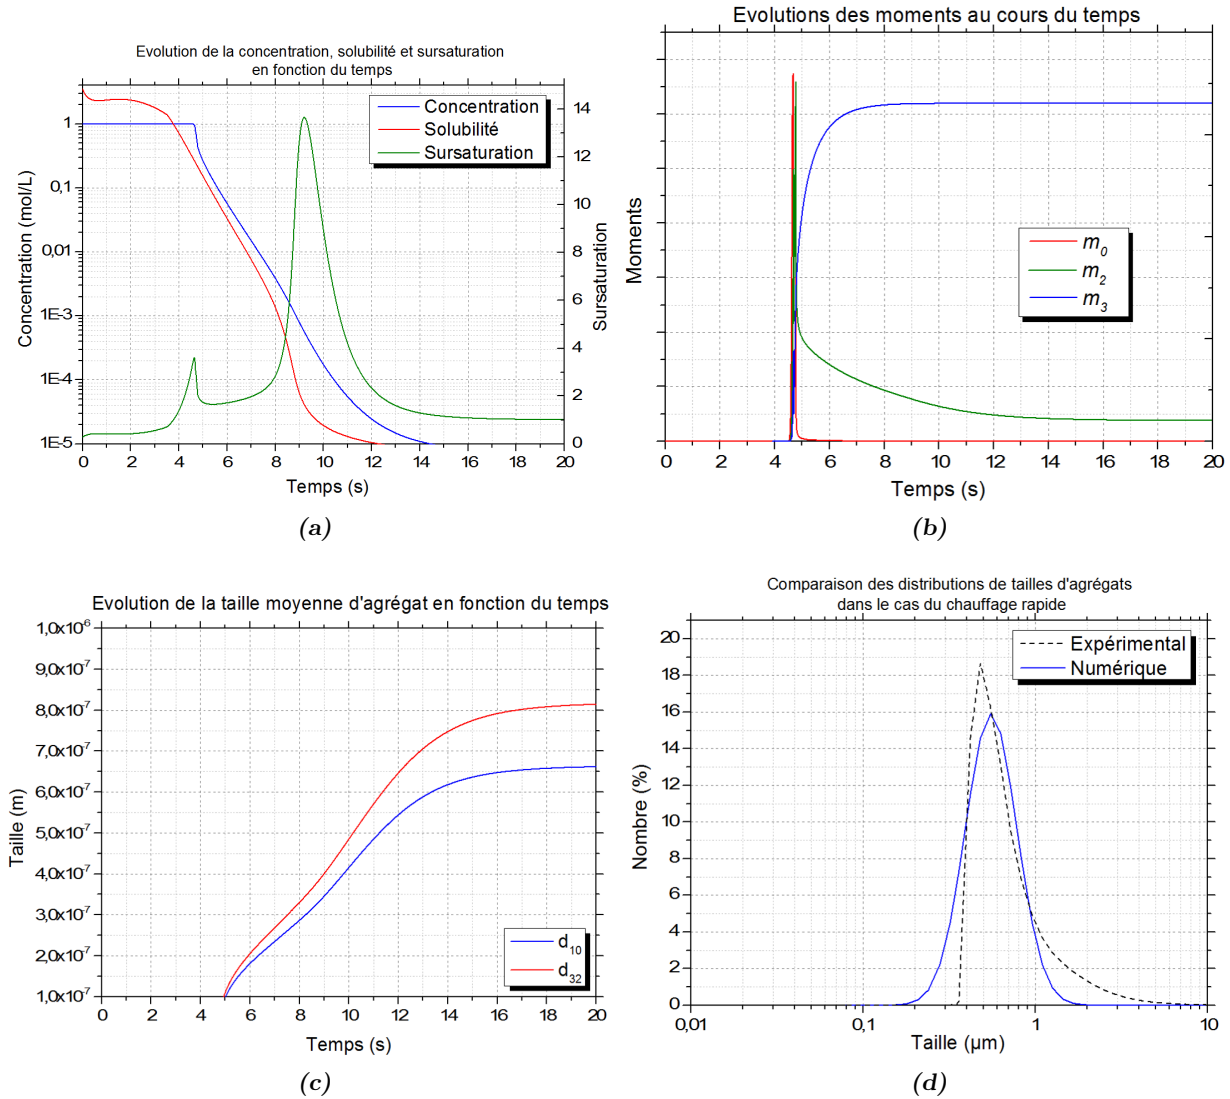 Evolution de la concentration, solubilité et sursaturation
en fonction du temps
Concentration
Solubilité
Sursaturation
Concentration (mol/L)
1
0,1
0,01
1E-3
1E-4
1E-5
14
12
10
8
6
4
2
0
Sursaturation
0 2 4 6 8 10 12 14 16 18 20
Temps (s)
(a)
Evolutions des moments au cours du temps
Moments
m0
m2
m3
0 2 4 6 8 10 12 14 16 18 20
Temps (s)
(b)
Evolution de la taille moyenne d'agrégat en fonction du temps
Taille (m)
1,0x10-6
9,0x10-7
8,0x10-7
7,0x10-7
6,0x10-7
5,0x10-7
4,0x10-7
3,0x10-7
2,0x10-7
1,0x10-7
d10
d32
0 2 4 6 8 10 12 14 16 18 20
Temps (s)
(c)
Comparaison des distributions de tailles d'agrégats
dans le cas du chauffage rapide
Expérimental
Numérique
Nombre (%)
20
18
16
14
12
10
8
6
4
2
0
0,01 0,1 1 10
Taille (µm)
(d)